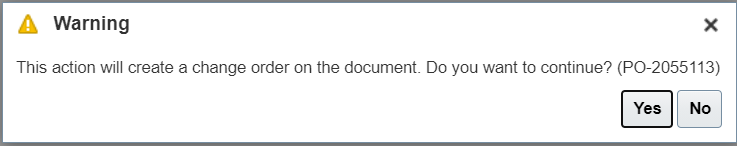 Warning
This action will create a change order on the document. Do you want to continue? (PO-2055113)
Yes No